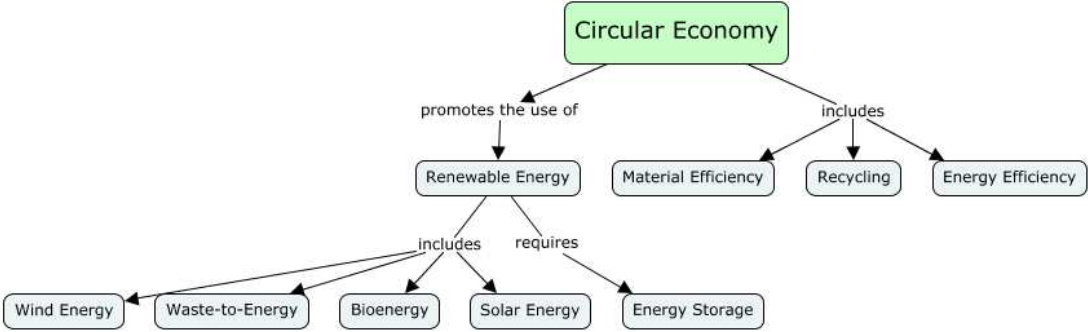 Circular Economy
promotes the use of
includes
Renewable Energy
Material Efficiency
Recycling
Energy Efficiency
includes
requires
Wind Energy
Waste-to-Energy
Bioenergy
Solar Energy
Energy Storage